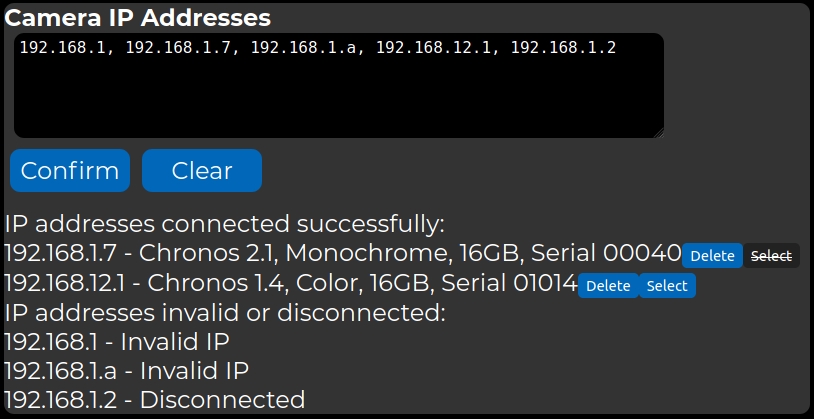 Camera IP Addresses
192.168.1, 192.168.1.7, 192.168.1.a, 192.168.12.1, 192.168.1.2
Confirm Clear
IP addresses connected successfully:
192.168.1.7 - Chronos 2.1, Monochrome, 16GB, Serial 00040 Delete Select
192.168.12.1 - Chronos 1.4, Color, 16GB, Serial 01014 Delete Select
IP addresses invalid or disconnected:
192.168.1 - Invalid IP
192.168.1.a - Invalid IP
192.168.1.2 - Disconnected